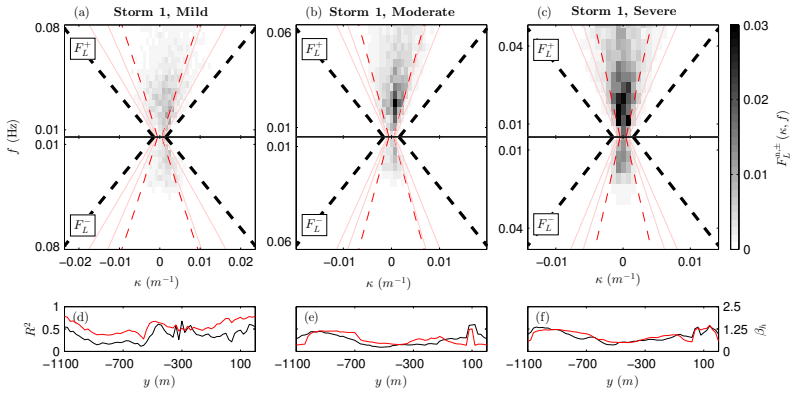 (a) Storm 1, Mild
(b) Storm 1, Moderate
(c) Storm 1, Severe
0.08
0.01
0.01
0.08
f (Hz)
F_L^+
F_L^-
−0.02 −0.01 0 0.01 0.02
κ (m^{-1})
0.06
0.01
0.01
0.06
F_L^+
F_L^-
−0.01 0 0.01
κ (m^{-1})
0.04
0.01
0.01
0.04
F_L^+
F_L^-
−0.01 0 0.01
κ (m^{-1})
0.03
0.02
0.01
0
F_L^{n,±} (κ, f)
(d)
1
0.5
0
R^2
−1100 −700 −300 100
y (m)
(e)
−1100 −700 −300 100
y (m)
(f)
2.5
1.25
0
β_h
−1100 −700 −300 100
y (m)